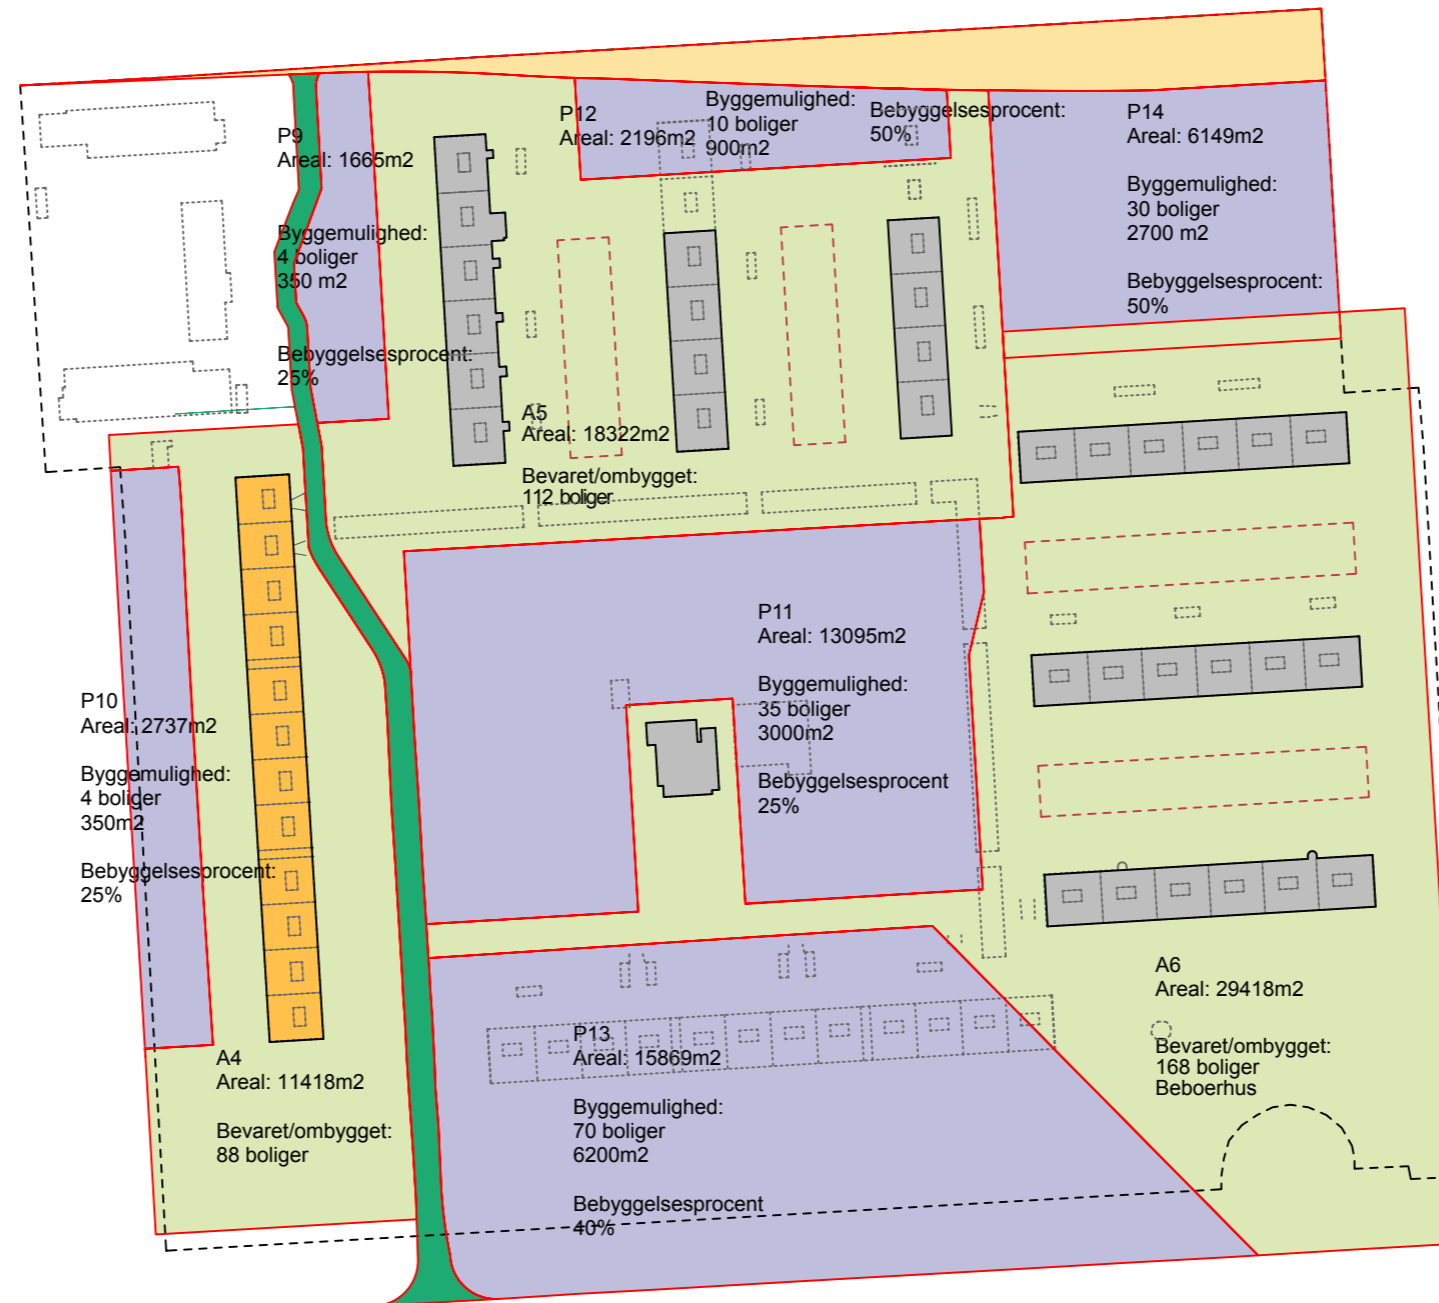 P9
Areal: 1665m2
Byggemulighed:
4 boliger
350 m2
Bebyggelsesprocent:
25%
P12
Areal: 2196m2
Byggemulighed:
10 boliger
900m2
Bebyggelsesprocent:
50%
P14
Areal: 6149m2
Byggemulighed:
30 boliger
2700 m2
Bebyggelsesprocent:
50%
A5
Areal: 18322m2
Bevaret/ombygget:
112 boliger
P11
Areal: 13095m2
Byggemulighed:
35 boliger
3000m2
Bebyggelsesprocent
25%
P10
Areal: 2737m2
Byggemulighed:
4 boliger
350m2
Bebyggelsesprocent:
25%
A4
Areal: 11418m2
Bevaret/ombygget:
88 boliger
P13
Areal: 15869m2
Byggemulighed:
70 boliger
6200m2
Bebyggelsesprocent
40%
A6
Areal: 29418m2
Bevaret/ombygget:
168 boliger
Beboerhus